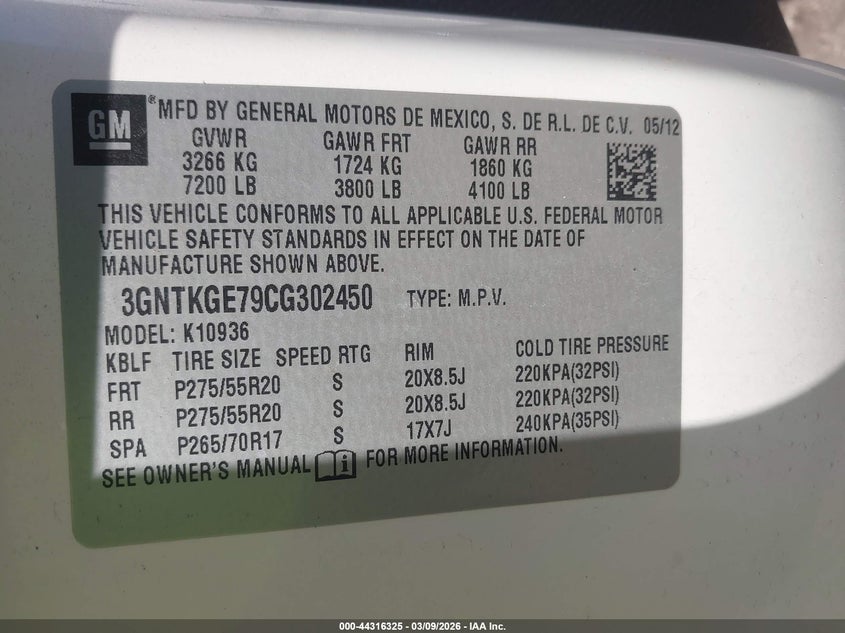 GM ® MFD BY GENERAL MOTORS DE MEXICO, S. DE R.L. DE C.V. 05/12
GVWR GAWR FRT GAWR RR
3266 KG 1724 KG 1860 KG
7200 LB 3800 LB 4100 LB
THIS VEHICLE CONFORMS TO ALL APPLICABLE U.S. FEDERAL MOTOR
VEHICLE SAFETY STANDARDS IN EFFECT ON THE DATE OF
MANUFACTURE SHOWN ABOVE.
3GNTKGE79CG302450 TYPE: M.P.V.
MODEL: K10936
KBLF TIRE SIZE SPEED RTG RIM COLD TIRE PRESSURE
FRT P275/55R20 S 20X8.5J 220KPA(32PSI)
RR P275/55R20 S 20X8.5J 220KPA(32PSI)
SPA P265/70R17 S 17X7J 240KPA(35PSI)
SEE OWNER'S MANUAL i FOR MORE INFORMATION.
000-44316325 - 03/09/2026 - IAA Inc.